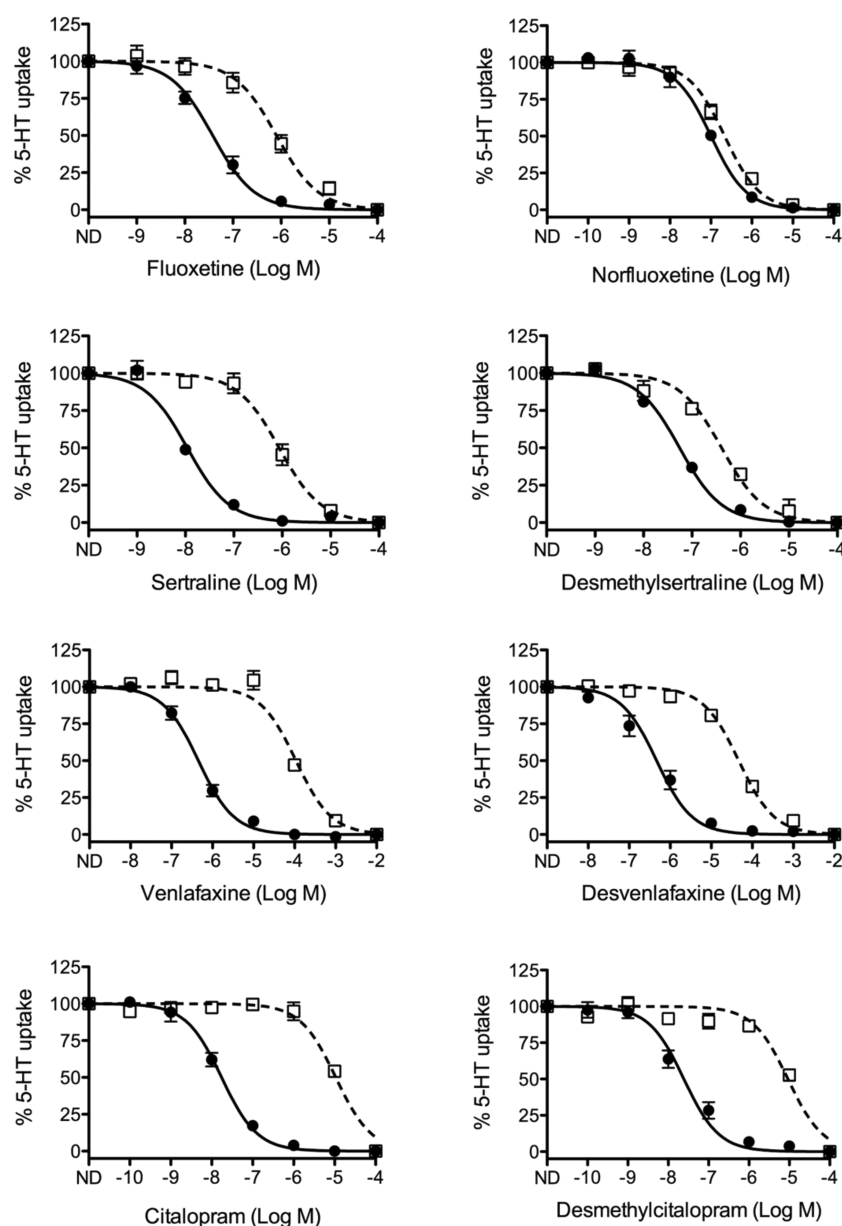 125
100
75
50
25
0
% 5-HT uptake
ND -9 -8 -7 -6 -5 -4
Fluoxetine (Log M)
125
100
75
50
25
0
% 5-HT uptake
ND -10 -9 -8 -7 -6 -5 -4
Norfluoxetine (Log M)
125
100
75
50
25
0
% 5-HT uptake
ND -9 -8 -7 -6 -5 -4
Sertraline (Log M)
125
100
75
50
25
0
% 5-HT uptake
ND -9 -8 -7 -6 -5 -4
Desmethylsertraline (Log M)
125
100
75
50
25
0
% 5-HT uptake
ND -8 -7 -6 -5 -4 -3 -2
Venlafaxine (Log M)
125
100
75
50
25
0
% 5-HT uptake
ND -8 -7 -6 -5 -4 -3 -2
Desvenlafaxine (Log M)
125
100
75
50
25
0
% 5-HT uptake
ND -10 -9 -8 -7 -6 -5 -4
Citalopram (Log M)
125
100
75
50
25
0
% 5-HT uptake
ND -10 -9 -8 -7 -6 -5 -4
Desmethylcitalopram (Log M)